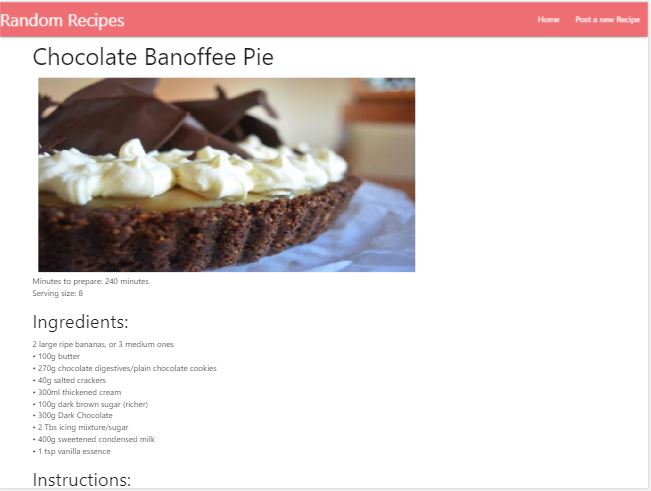 Random Recipes
Home
Post a new Recipe
Chocolate Banoffee Pie
Minutes to prepare: 240 minutes
Serving size: 8
Ingredients:
2 large ripe bananas, or 3 medium ones
• 100g butter
• 270g chocolate digestives/plain chocolate cookies
• 40g salted crackers
• 300ml thickened cream
• 100g dark brown sugar (richer)
• 300g Dark Chocolate
• 2 Tbs icing mixture/sugar
• 400g sweetened condensed milk
• 1 tsp vanilla essence
Instructions: